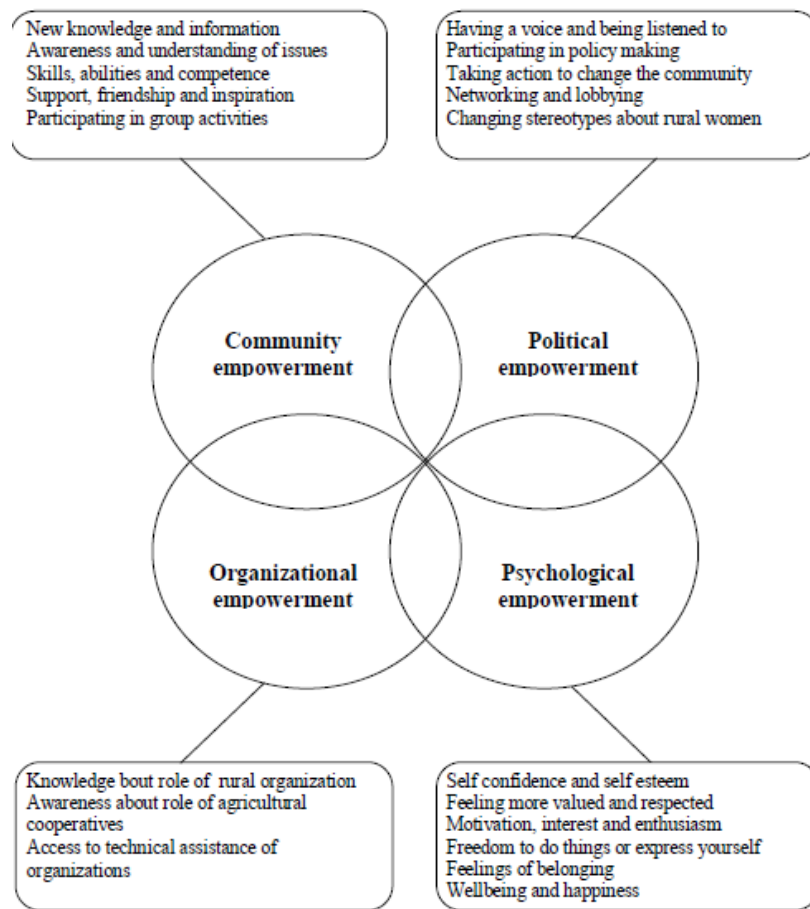 New knowledge and information
Awareness and understanding of issues
Skills, abilities and competence
Support, friendship and inspiration
Participating in group activities
Having a voice and being listened to
Participating in policy making
Taking action to change the community
Networking and lobbying
Changing stereotypes about rural women
Community
empowerment
Political
empowerment
Organizational
empowerment
Psychological
empowerment
Knowledge bout role of rural organization
Awareness about role of agricultural
cooperatives
Access to technical assistance of
organizations
Self confidence and self esteem
Feeling more valued and respected
Motivation, interest and enthusiasm
Freedom to do things or express yourself
Feelings of belonging
Wellbeing and happiness